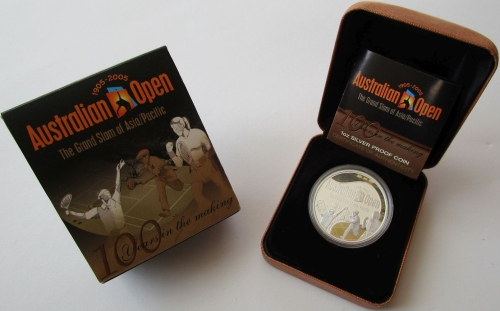 1905-2005
Australian Open
The Grand Slam of Asia/Pacific
100
Years in the making
1905-2005
Australian Open
The Grand Slam of Asia/Pacific
100
1oz SILVER PROOF COIN